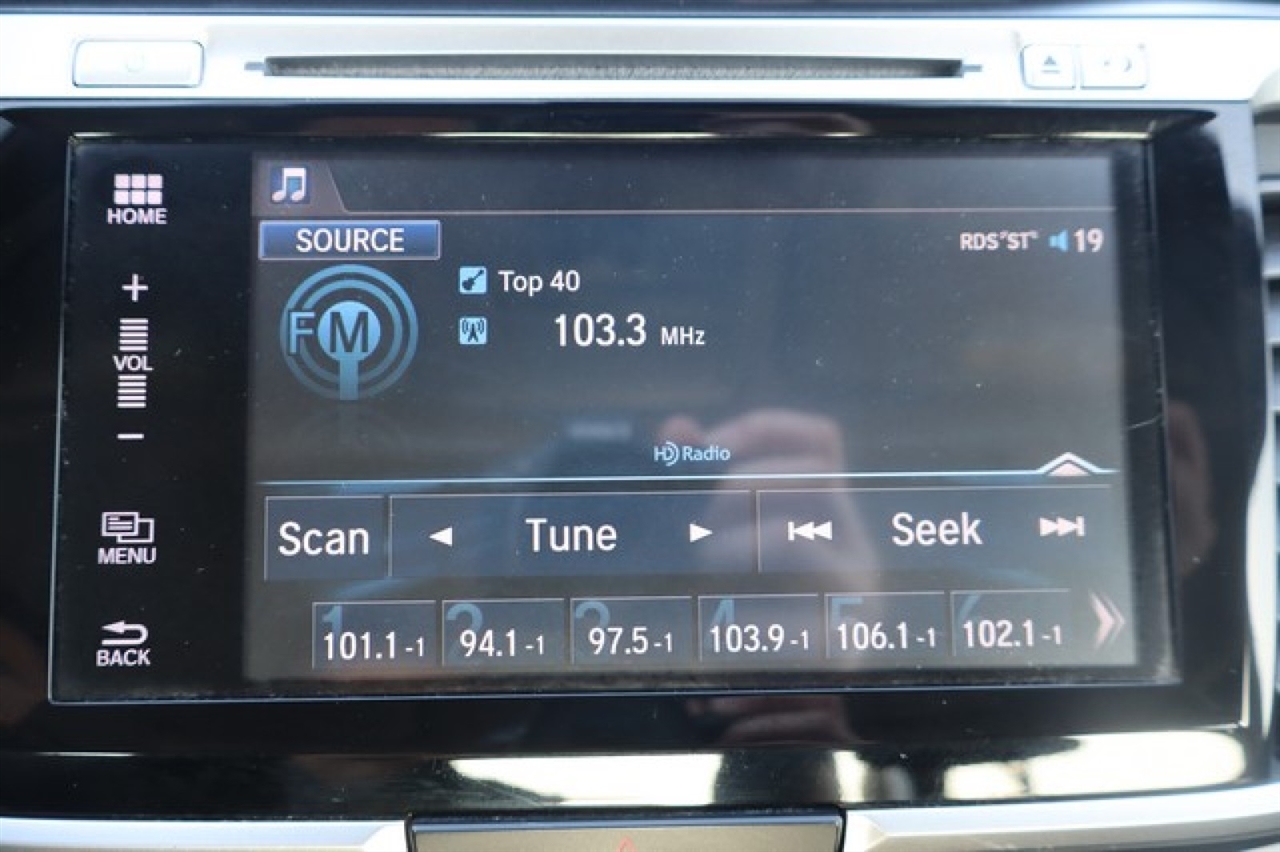 HOME
SOURCE
RDS ST 19
Top 40
FM
103.3 MHz
VOL
HD Radio
MENU
Scan
Tune
Seek
BACK
1 101.1-1
2 94.1-1
3 97.5-1
4 103.9-1
5 106.1-1
6 102.1-1